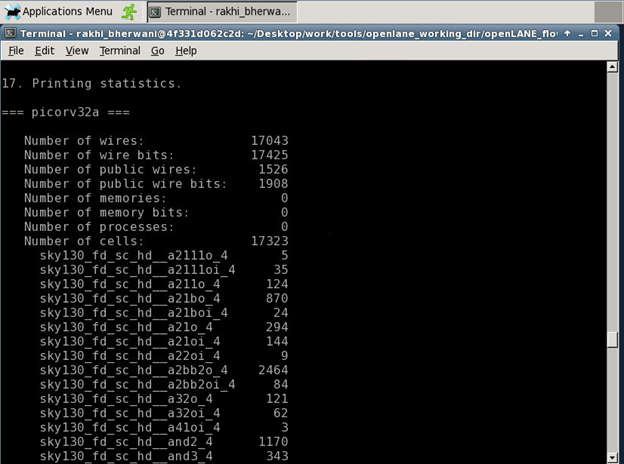 Applications Menu
Terminal - rakhi_bherwa...
Terminal - rakhi_bherwani@4f331d062c2d: ~/Desktop/work/tools/openlane_working_dir/openLANE_flo
File Edit View Terminal Go Help
17. Printing statistics.
=== picorv32a ===
Number of wires: 17043
Number of wire bits: 17425
Number of public wires: 1526
Number of public wire bits: 1908
Number of memories: 0
Number of memory bits: 0
Number of processes: 0
Number of cells: 17323
sky130_fd_sc_hd__a2111o_4 5
sky130_fd_sc_hd__a2111oi_4 35
sky130_fd_sc_hd__a211o_4 124
sky130_fd_sc_hd__a21bo_4 870
sky130_fd_sc_hd__a21boi_4 24
sky130_fd_sc_hd__a21o_4 294
sky130_fd_sc_hd__a21oi_4 144
sky130_fd_sc_hd__a22oi_4 9
sky130_fd_sc_hd__a2bb2o_4 2464
sky130_fd_sc_hd__a2bb2oi_4 84
sky130_fd_sc_hd__a32o_4 121
sky130_fd_sc_hd__a32oi_4 62
sky130_fd_sc_hd__a41oi_4 3
sky130_fd_sc_hd__and2_4 1170
sky130_fd_sc_hd__and3_4 343